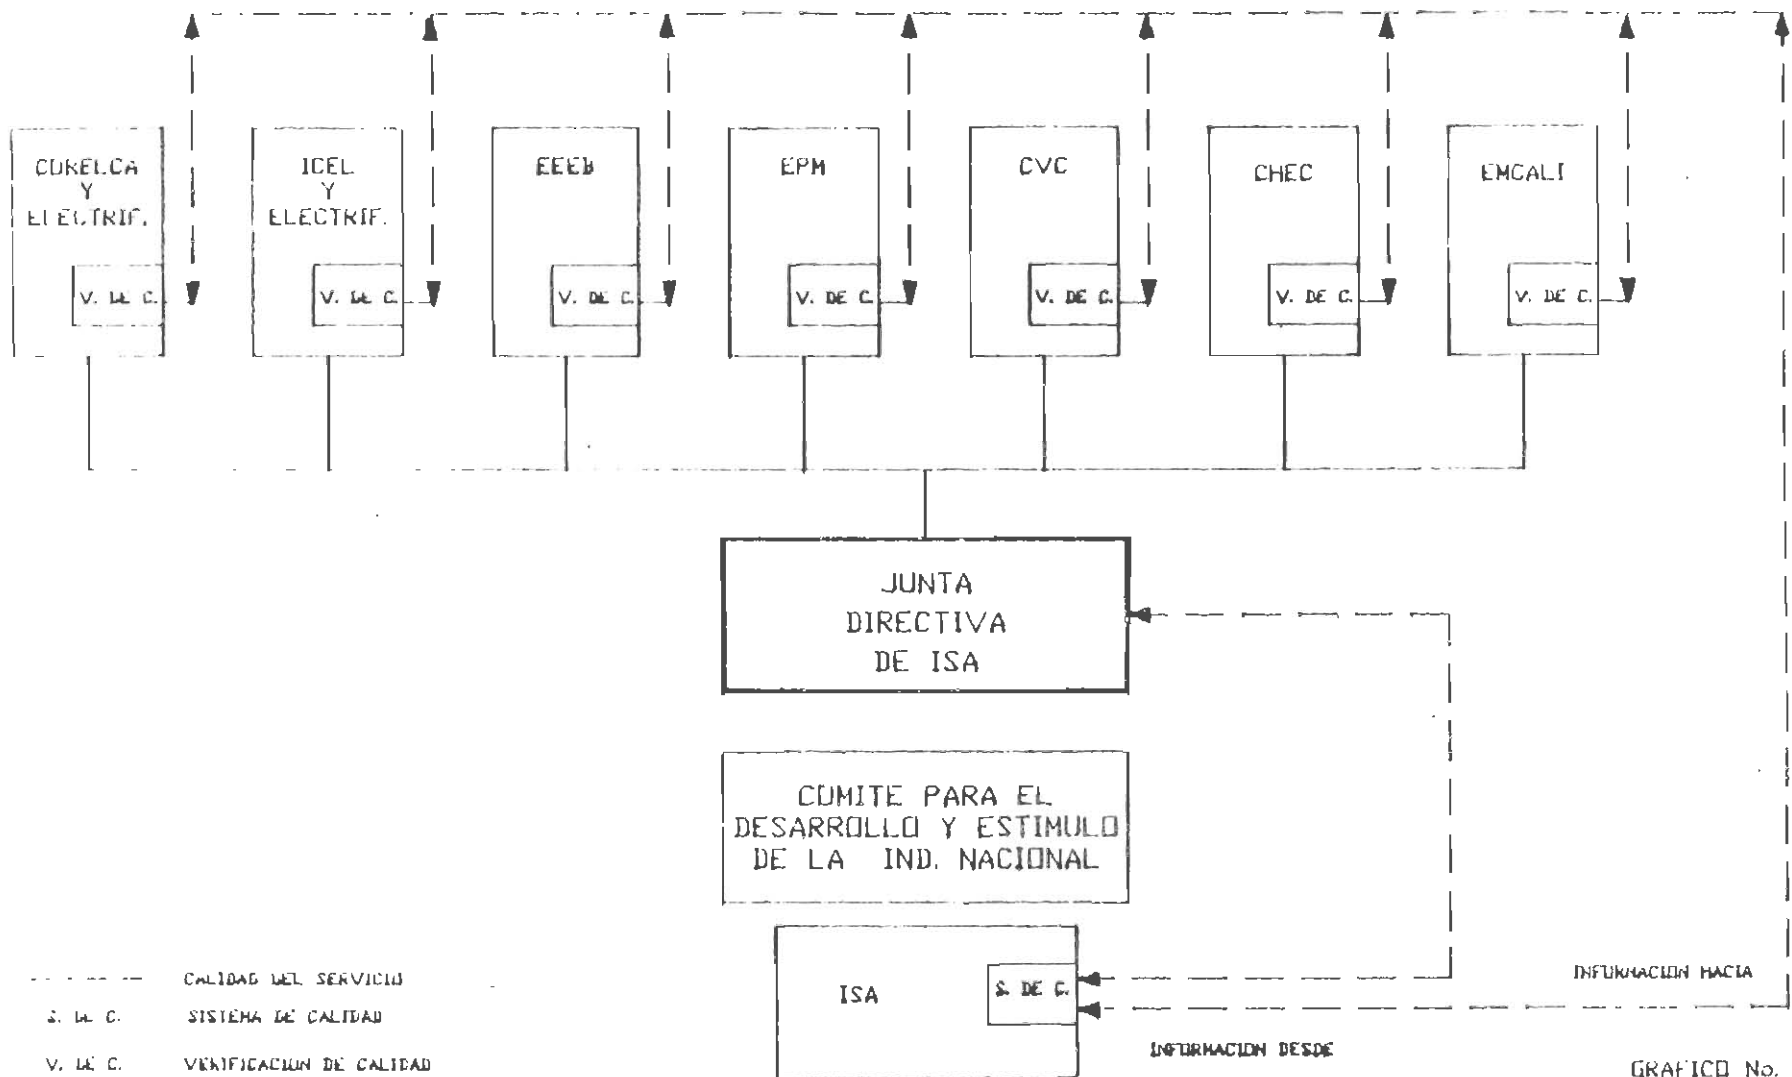 CORELCA
Y
ELECTRIF.
V. DE C.
ICEL
Y
ELECTRIF.
V. DE C.
EEEB
V. DE C.
EPM
V. DE C.
CVC
V. DE C.
CHEC
V. DE C.
EMCALI
V. DE C.
JUNTA
DIRECTIVA
DE ISA
COMITE PARA EL
DESARROLLO Y ESTIMULO
DE LA IND. NACIONAL
ISA
S. DE C.
INFORMACION HACIA
INFORMACION DESDE
CALIDAD DEL SERVICIO
S. DE C. SISTEMA DE CALIDAD
V. DE C. VERIFICACION DE CALIDAD
GRAFICO No.